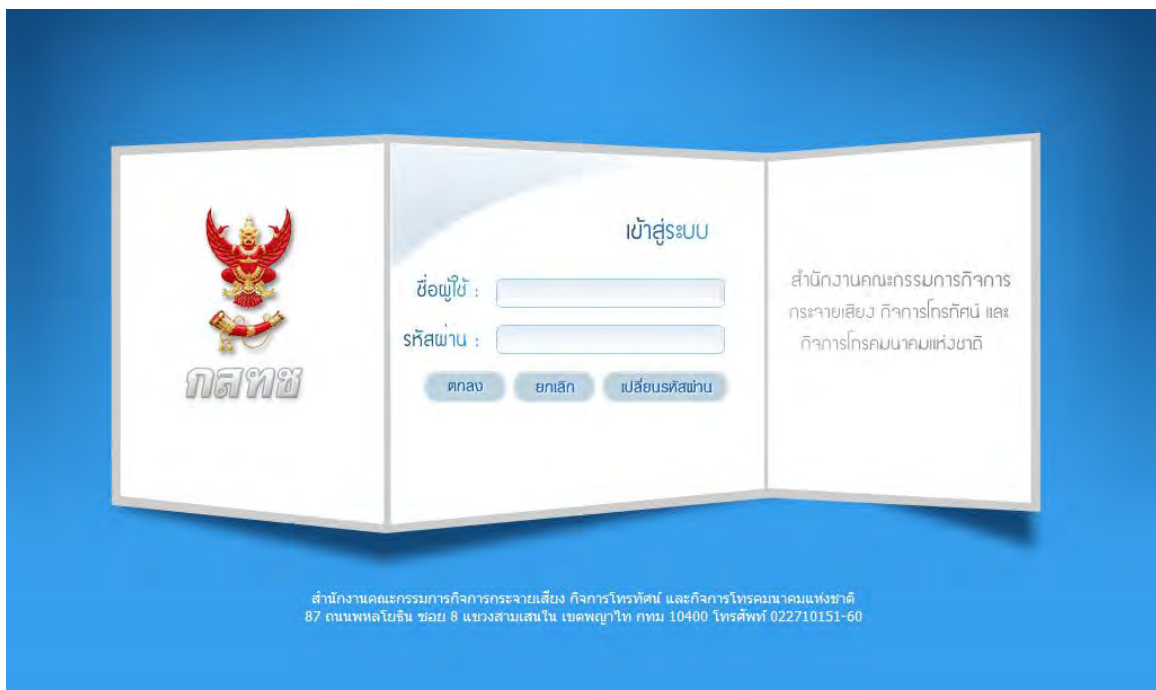 กสทช
เข้าสู่ระบบ
ชื่อผู้ใช้ :
รหัสผ่าน :
ตกลง ยกเลิก เปลี่ยนรหัสผ่าน
สำนักงานคณะกรรมการกิจการ
กระจายเสียง กิจการโทรทัศน์ และ
กิจการโทรคมนาคมแห่งชาติ
สำนักงานคณะกรรมการกิจการกระจายเสียง กิจการโทรทัศน์ และกิจการโทรคมนาคมแห่งชาติ
87 ถนนพหลโยธิน ซอย 8 แขวงสามเสนใน เขตพญาไท กทม 10400 โทรศัพท์ 022710151-60